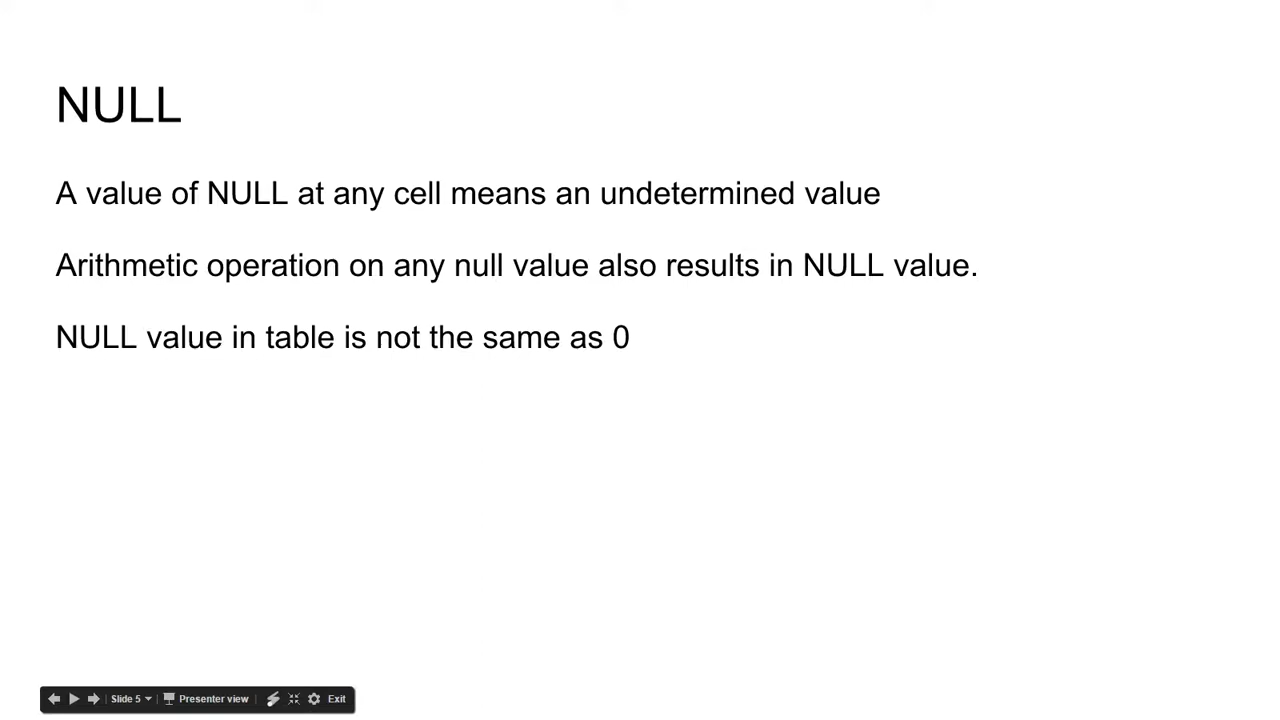 NULL
A value of NULL at any cell means an undetermined value
Arithmetic operation on any null value also results in NULL value.
NULL value in table is not the same as 0
Slide 5 Presenter view Exit